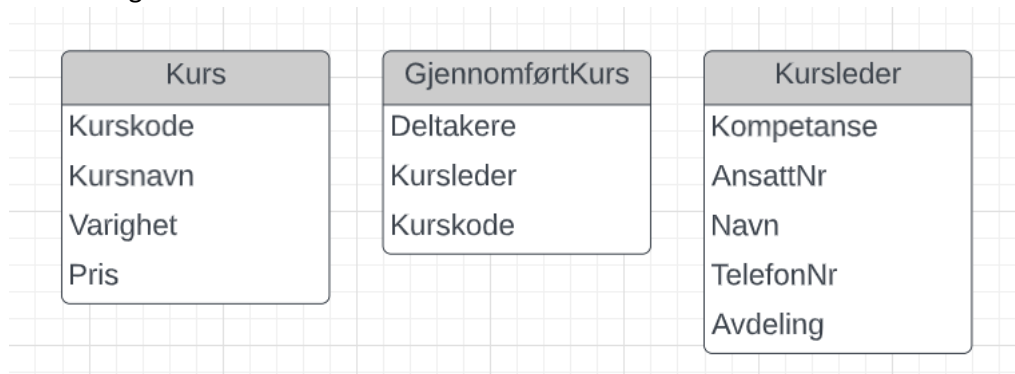 Kurs
Kurskode
Kursnavn
Varighet
Pris
GjennomførtKurs
Deltakere
Kursleder
Kurskode
Kursleder
Kompetanse
AnsattNr
Navn
TelefonNr
Avdeling